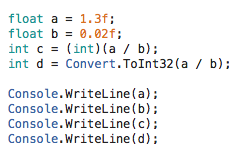 float a = 1.3f;
float b = 0.02f;
int c = (int)(a / b);
int d = Convert.ToInt32(a / b);
Console.WriteLine(a);
Console.WriteLine(b);
Console.WriteLine(c);
Console.WriteLine(d);